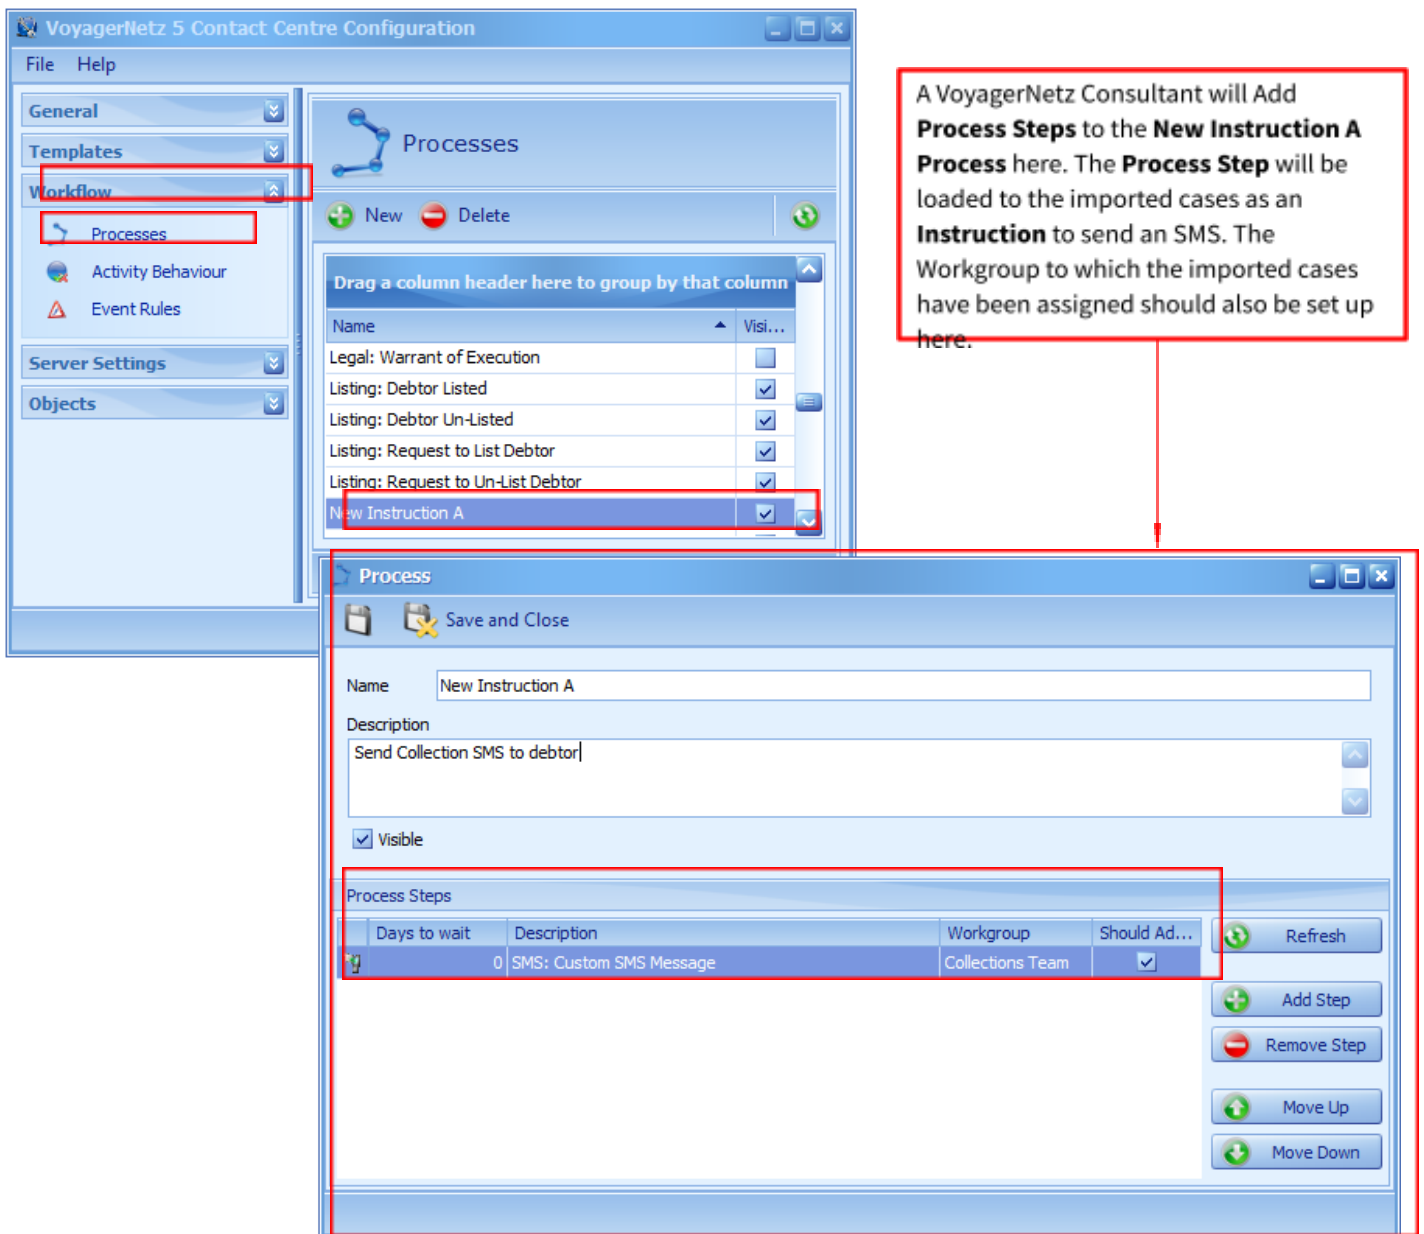 VoyagerNetz 5 Contact Centre Configuration
File Help
General
Templates
Workflow
Processes
Activity Behaviour
Event Rules
Server Settings
Objects
Processes
New Delete
Drag a column header here to group by that column
Name Visi...
Legal: Warrant of Execution
Listing: Debtor Listed
Listing: Debtor Un-Listed
Listing: Request to List Debtor
Listing: Request to Un-List Debtor
New Instruction A
A VoyagerNetz Consultant will Add
Process Steps to the New Instruction A
Process here. The Process Step will be
loaded to the imported cases as an
Instruction to send an SMS. The
Workgroup to which the imported cases
have been assigned should also be set up
here.
Process
Save and Close
Name New Instruction A
Description
Send Collection SMS to debtor
Visible
Process Steps
Days to wait Description Workgroup Should Ad...
0 SMS: Custom SMS Message Collections Team
Refresh
Add Step
Remove Step
Move Up
Move Down